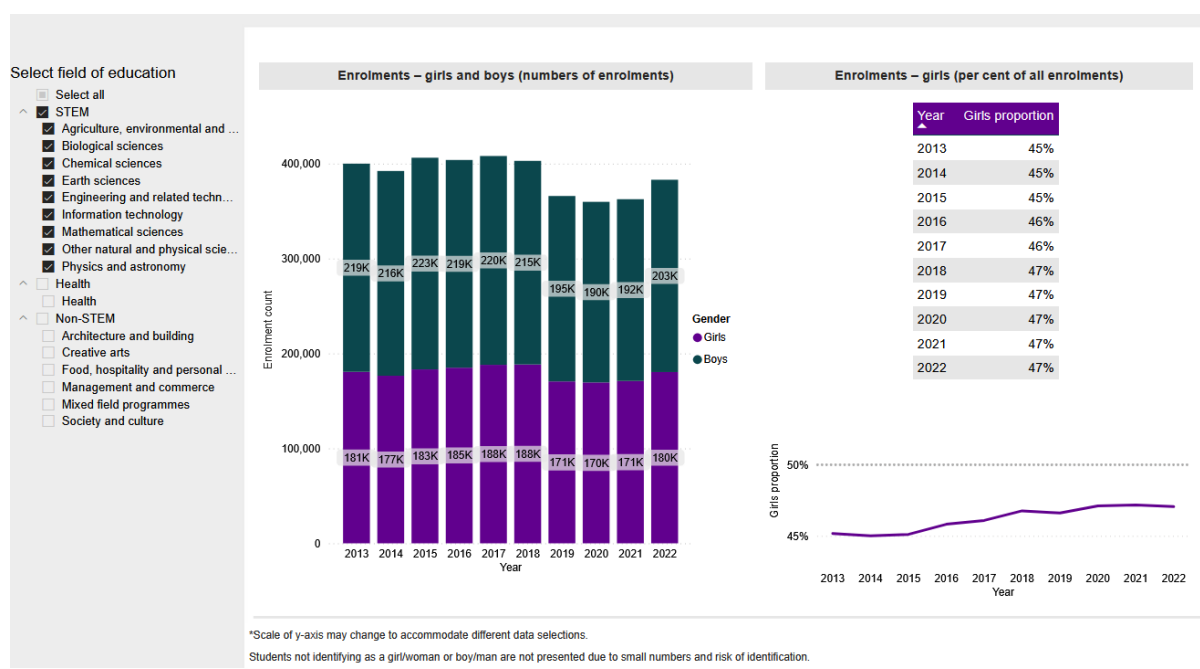 Select field of education
Select all
STEM
Agriculture, environmental and ...
Biological sciences
Chemical sciences
Earth sciences
Engineering and related techn...
Information technology
Mathematical sciences
Other natural and physical scie...
Physics and astronomy
Health
Health
Non-STEM
Architecture and building
Creative arts
Food, hospitality and personal ...
Management and commerce
Mixed field programmes
Society and culture
Enrolments – girls and boys (numbers of enrolments)
Enrolment count
400,000
300,000
200,000
100,000
0
219K 216K 223K 219K 220K 215K 195K 190K 192K 203K
181K 177K 183K 185K 188K 188K 171K 170K 171K 180K
2013 2014 2015 2016 2017 2018 2019 2020 2021 2022
Year
Gender
Girls
Boys
Enrolments – girls (per cent of all enrolments)
Year Girls proportion
2013 45%
2014 45%
2015 45%
2016 46%
2017 46%
2018 47%
2019 47%
2020 47%
2021 47%
2022 47%
Girls proportion
50%
45%
2013 2014 2015 2016 2017 2018 2019 2020 2021 2022
Year
*Scale of y-axis may change to accommodate different data selections.
Students not identifying as a girl/woman or boy/man are not presented due to small numbers and risk of identification.